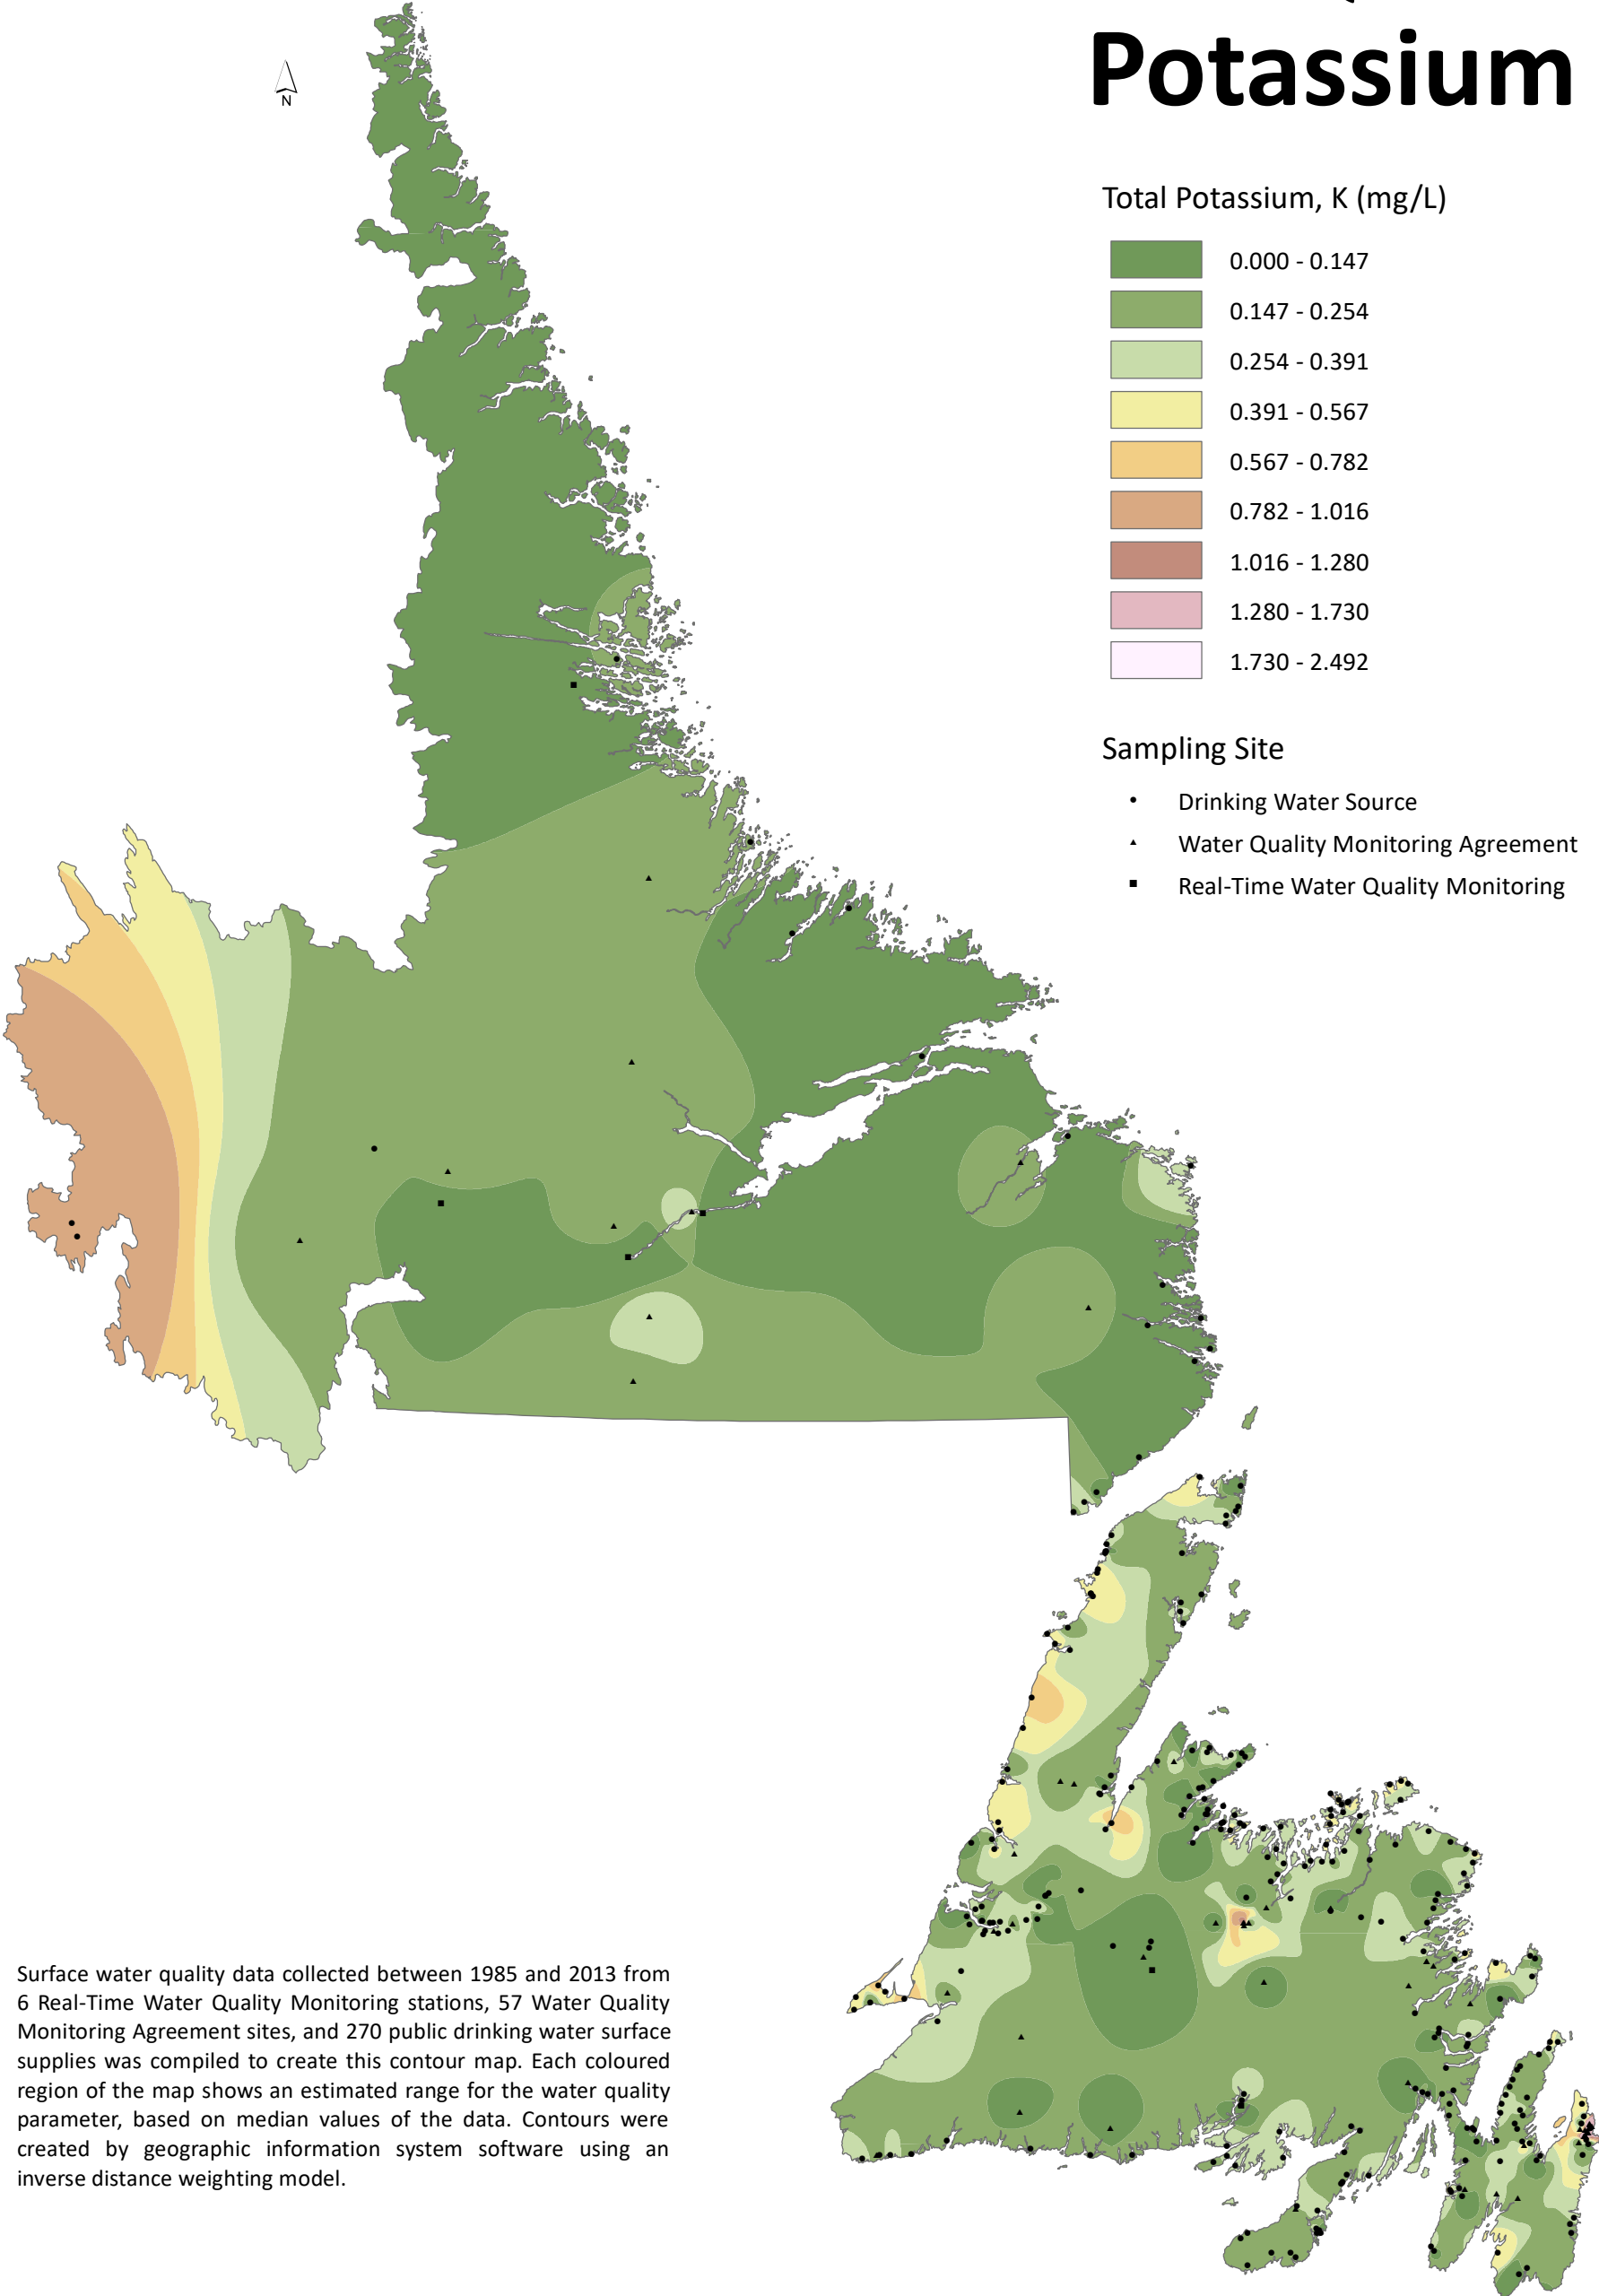 Potassium
N
Total Potassium, K (mg/L)
0.000 - 0.147
0.147 - 0.254
0.254 - 0.391
0.391 - 0.567
0.567 - 0.782
0.782 - 1.016
1.016 - 1.280
1.280 - 1.730
1.730 - 2.492
Sampling Site
Drinking Water Source
Water Quality Monitoring Agreement
Real-Time Water Quality Monitoring
Surface water quality data collected between 1985 and 2013 from
6 Real-Time Water Quality Monitoring stations, 57 Water Quality
Monitoring Agreement sites, and 270 public drinking water surface
supplies was compiled to create this contour map. Each coloured
region of the map shows an estimated range for the water quality
parameter, based on median values of the data. Contours were
created by geographic information system software using an
inverse distance weighting model.